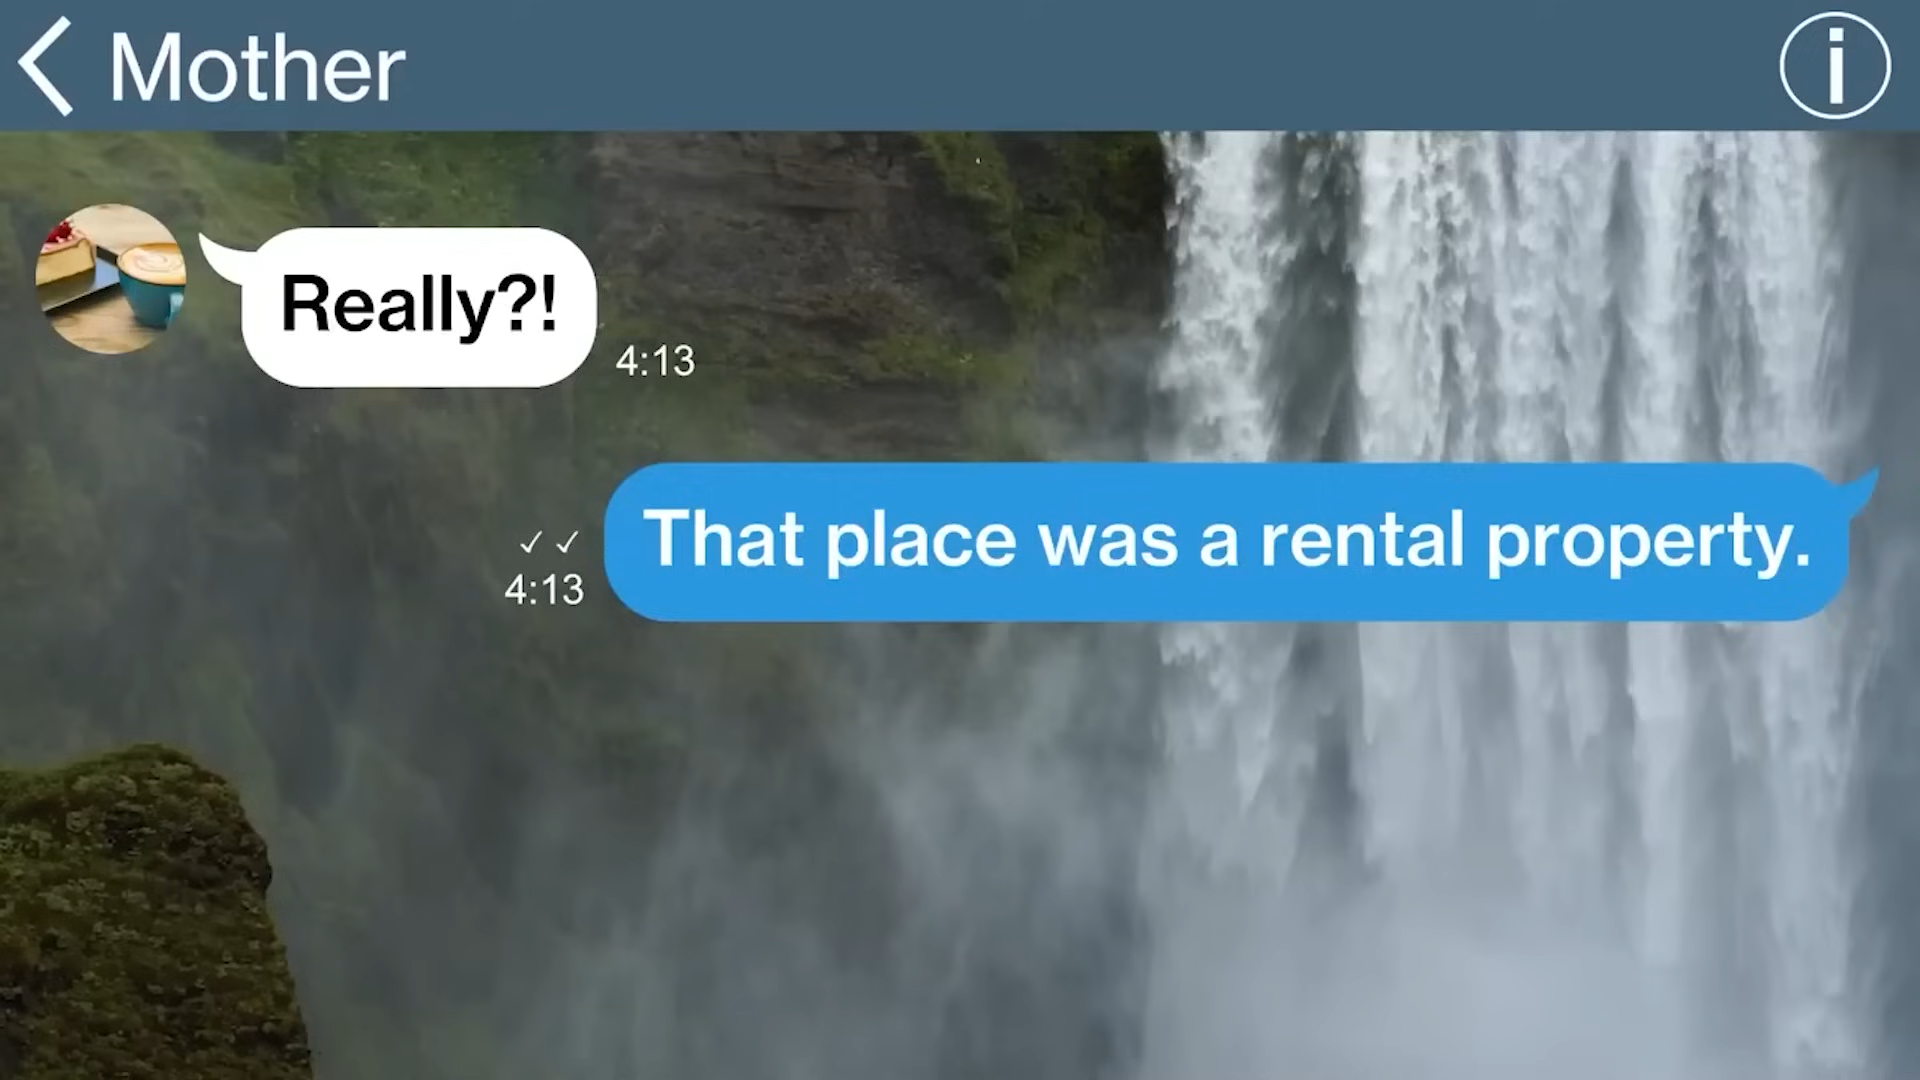 Mother
Really?!
4:13
That place was a rental property.
✓ ✓
4:13